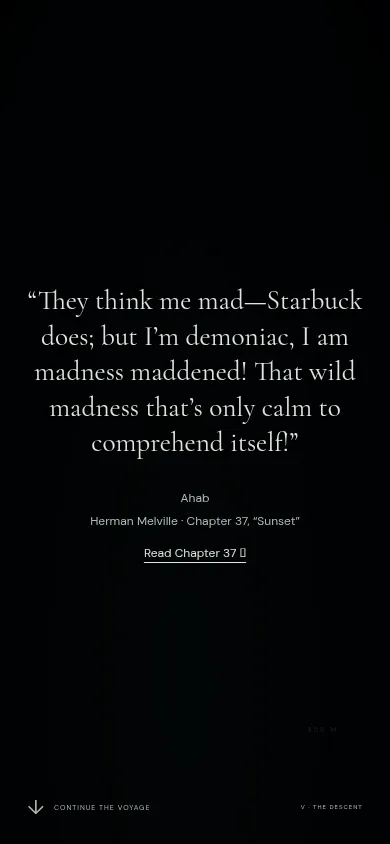 “They think me mad—Starbuck
does; but I’m demoniac, I am
madness maddened! That wild
madness that’s only calm to
comprehend itself!”
Ahab
Herman Melville · Chapter 37, “Sunset”
Read Chapter 37
CONTINUE THE VOYAGE
V · THE DESCENT